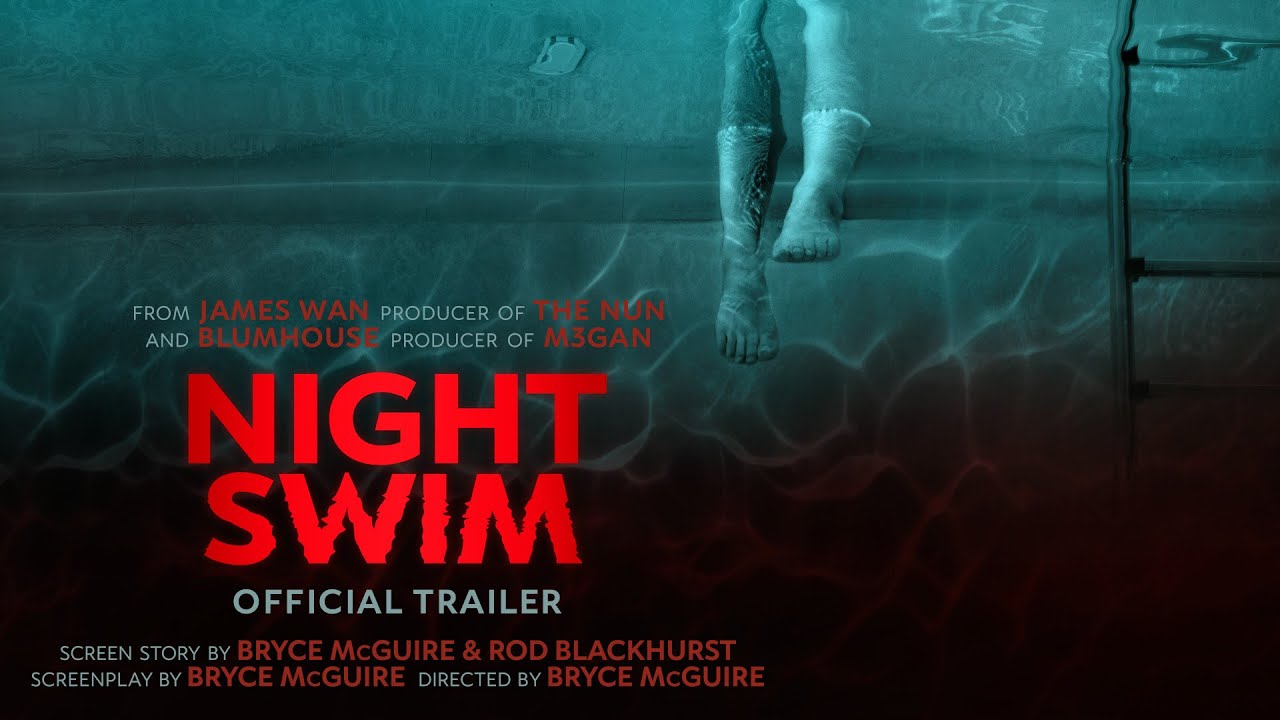 FROM JAMES WAN PRODUCER OF THE NUN
AND BLUMHOUSE PRODUCER OF M3GAN
NIGHT
SWIM
OFFICIAL TRAILER
SCREEN STORY BY BRYCE McGUIRE & ROD BLACKHURST
SCREENPLAY BY BRYCE McGUIRE DIRECTED BY BRYCE McGUIRE